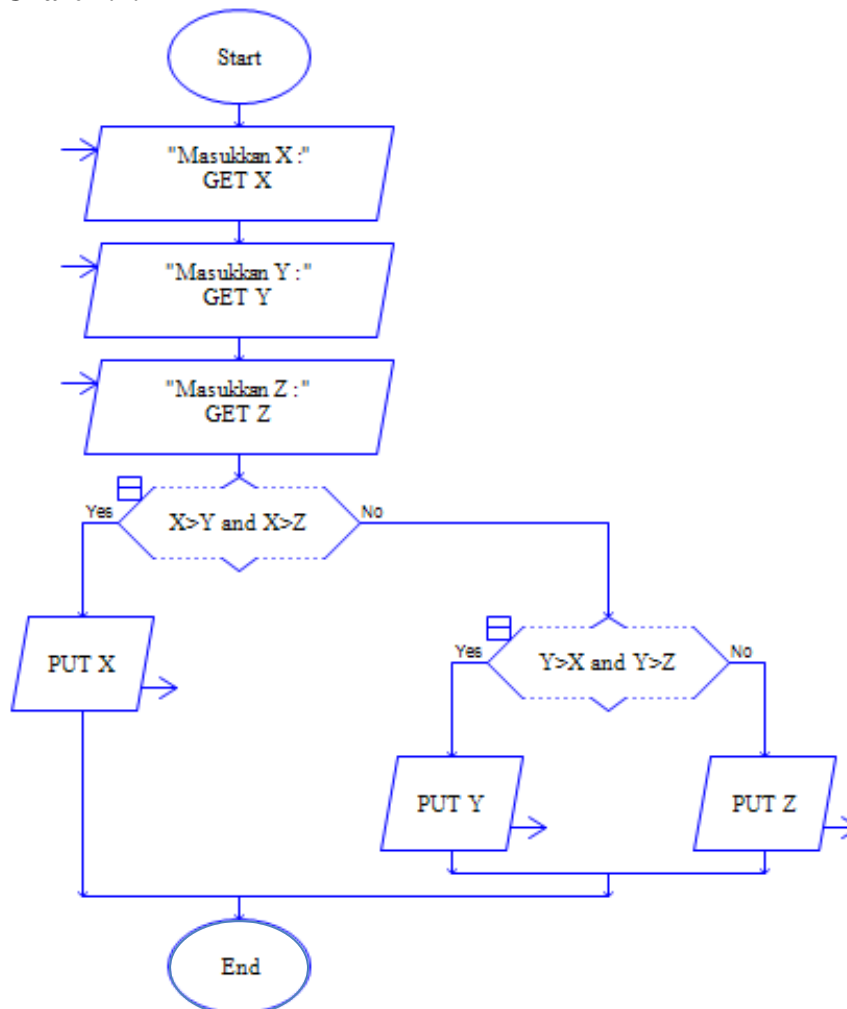 Start
"Masukkan X :"
GET X
"Masukkan Y :"
GET Y
"Masukkan Z :"
GET Z
Yes
X>Y and X>Z
No
PUT X
Yes
Y>X and Y>Z
No
PUT Y
PUT Z
End